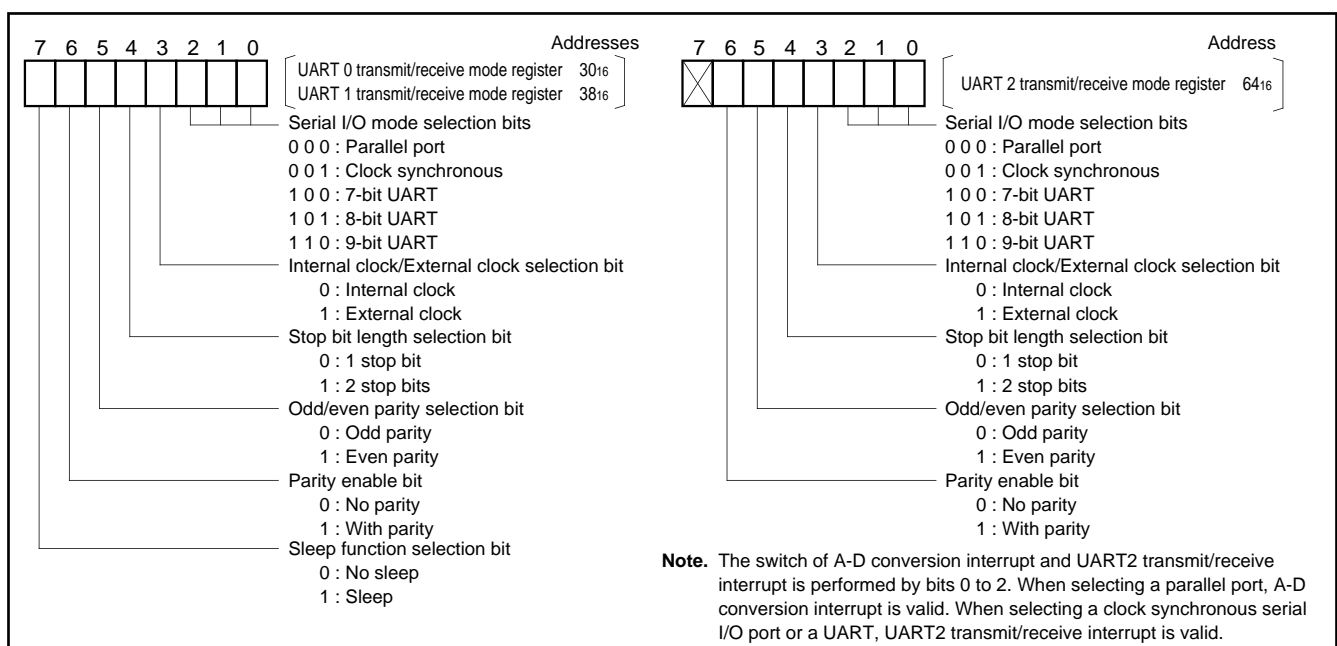 7 6 5 4 3 2 1 0
Addresses
UART 0 transmit/receive mode register 3016
UART 1 transmit/receive mode register 3816
Serial I/O mode selection bits
0 0 0 : Parallel port
0 0 1 : Clock synchronous
1 0 0 : 7-bit UART
1 0 1 : 8-bit UART
1 1 0 : 9-bit UART
Internal clock/External clock selection bit
0 : Internal clock
1 : External clock
Stop bit length selection bit
0 : 1 stop bit
1 : 2 stop bits
Odd/even parity selection bit
0 : Odd parity
1 : Even parity
Parity enable bit
0 : No parity
1 : With parity
Sleep function selection bit
0 : No sleep
1 : Sleep
7 6 5 4 3 2 1 0
Address
UART 2 transmit/receive mode register 6416
Serial I/O mode selection bits
0 0 0 : Parallel port
0 0 1 : Clock synchronous
1 0 0 : 7-bit UART
1 0 1 : 8-bit UART
1 1 0 : 9-bit UART
Internal clock/External clock selection bit
0 : Internal clock
1 : External clock
Stop bit length selection bit
0 : 1 stop bit
1 : 2 stop bits
Odd/even parity selection bit
0 : Odd parity
1 : Even parity
Parity enable bit
0 : No parity
1 : With parity
Note. The switch of A-D conversion interrupt and UART2 transmit/receive
interrupt is performed by bits 0 to 2. When selecting a parallel port, A-D
conversion interrupt is valid. When selecting a clock synchronous serial
I/O port or a UART, UART2 transmit/receive interrupt is valid.